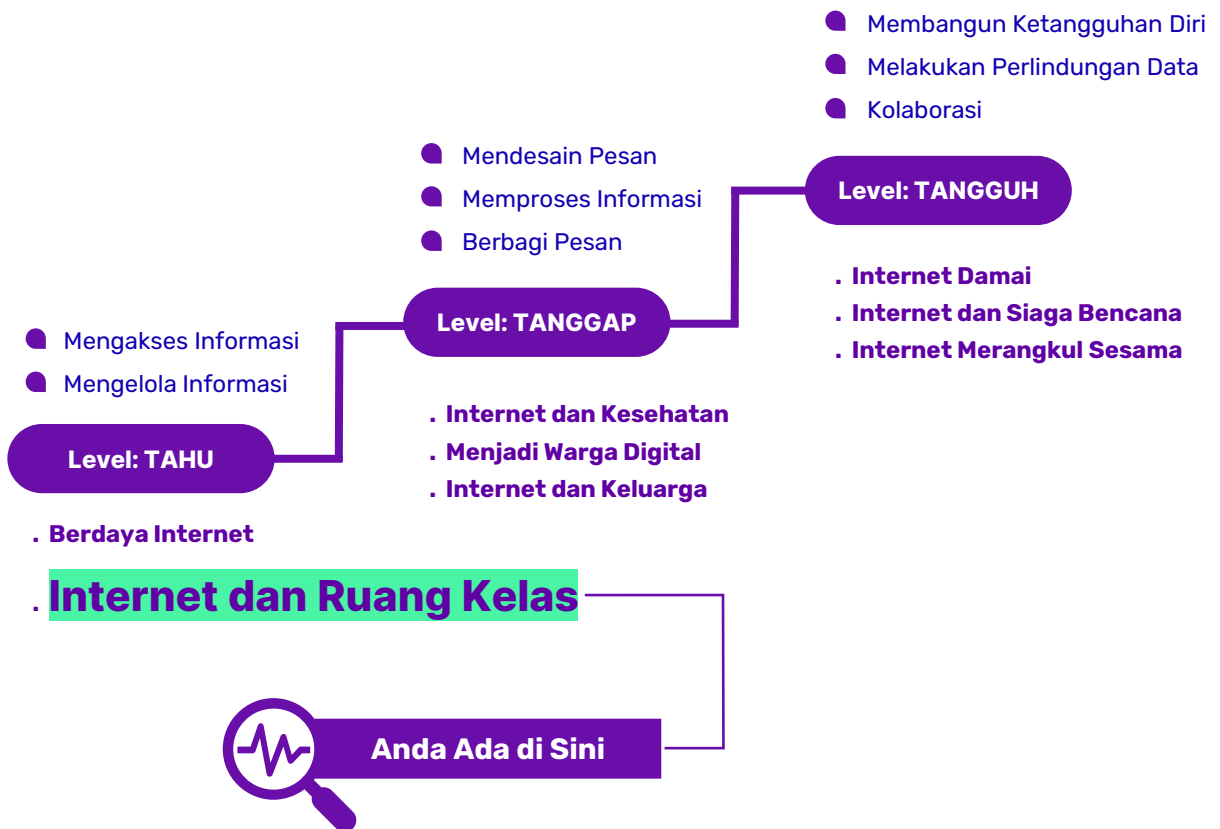 Membangun Ketangguhan Diri
Melakukan Perlindungan Data
Kolaborasi
Level: TANGGUH
. Internet Damai
. Internet dan Siaga Bencana
. Internet Merangkul Sesama
Mendesain Pesan
Memproses Informasi
Berbagi Pesan
Level: TANGGAP
. Internet dan Kesehatan
. Menjadi Warga Digital
. Internet dan Keluarga
Mengakses Informasi
Mengelola Informasi
Level: TAHU
. Berdaya Internet
. Internet dan Ruang Kelas
Anda Ada di Sini